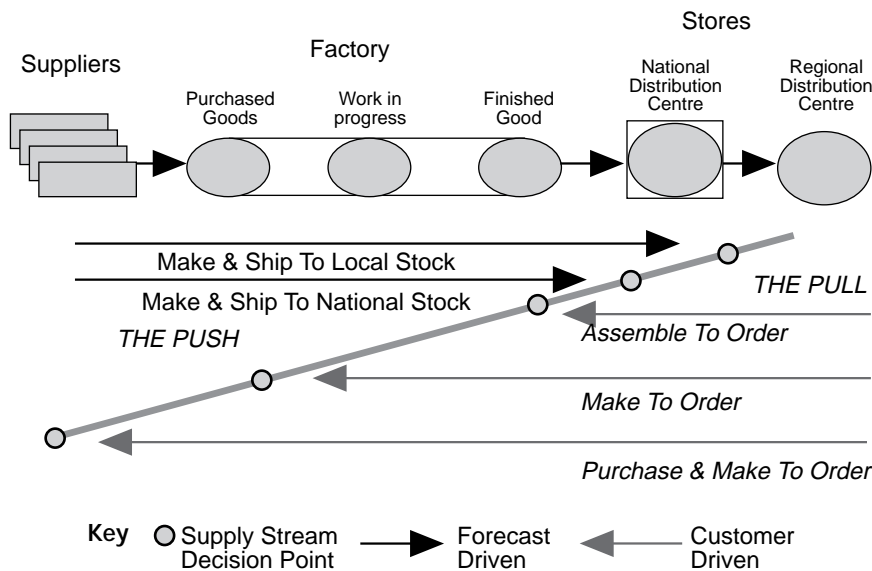 Stores
Factory
Suppliers
National
Distribution
Centre
Regional
Distribution
Centre
Purchased
Goods
Work in
progress
Finished
Good
Make & Ship To Local Stock
THE PULL
Make & Ship To National Stock
THE PUSH
Assemble To Order
Make To Order
Purchase & Make To Order
Key
Supply Stream
Decision Point
Forecast
Driven
Customer
Driven